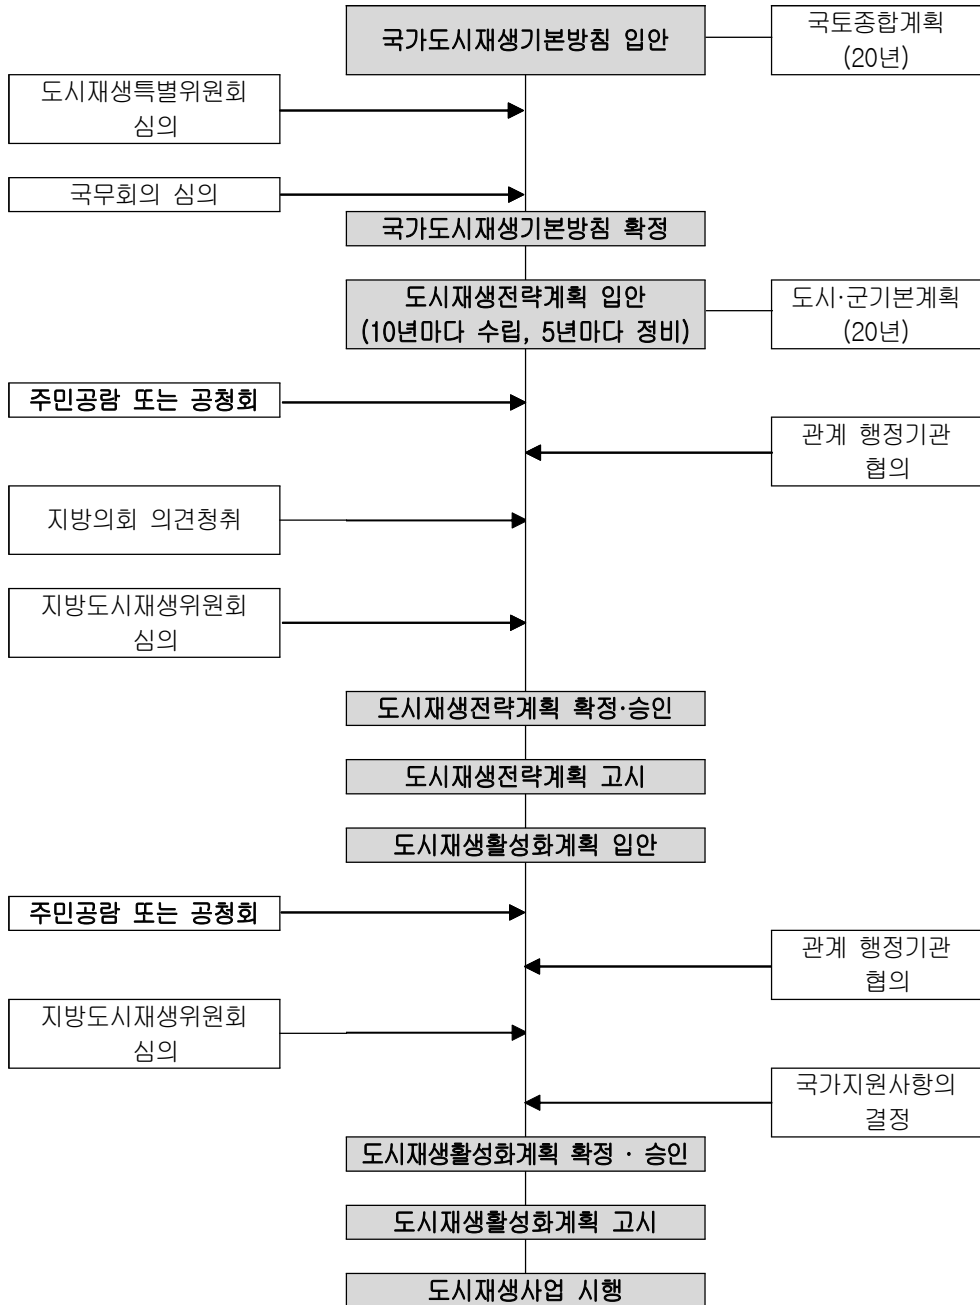 국가도시재생기본방침 입안
국토종합계획
(20년)
도시재생특별위원회
심의
국무회의 심의
국가도시재생기본방침 확정
도시재생전략계획 입안
(10년마다 수립, 5년마다 정비)
도시·군기본계획
(20년)
주민공람 또는 공청회
관계 행정기관
협의
지방의회 의견청취
지방도시재생위원회
심의
도시재생전략계획 확정·승인
도시재생전략계획 고시
도시재생활성화계획 입안
주민공람 또는 공청회
관계 행정기관
협의
지방도시재생위원회
심의
국가지원사항의
결정
도시재생활성화계획 확정 · 승인
도시재생활성화계획 고시
도시재생사업 시행